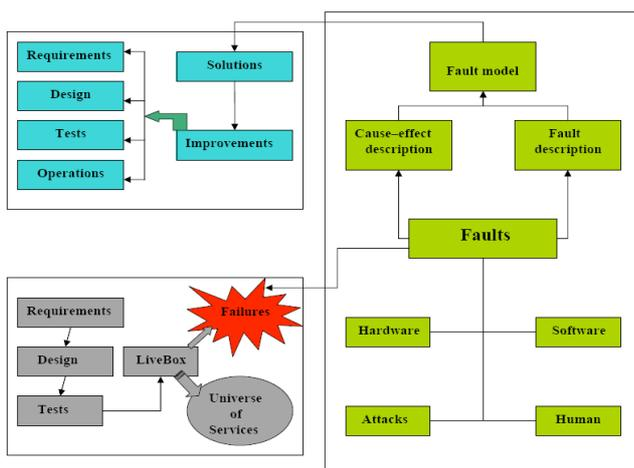 Requirements
Design
Tests
Operations
Solutions
Improvements
Fault model
Cause–effect
description
Fault
description
Faults
Hardware
Software
Attacks
Human
Requirements
Design
Tests
LiveBox
Failures
Universe
of
Services